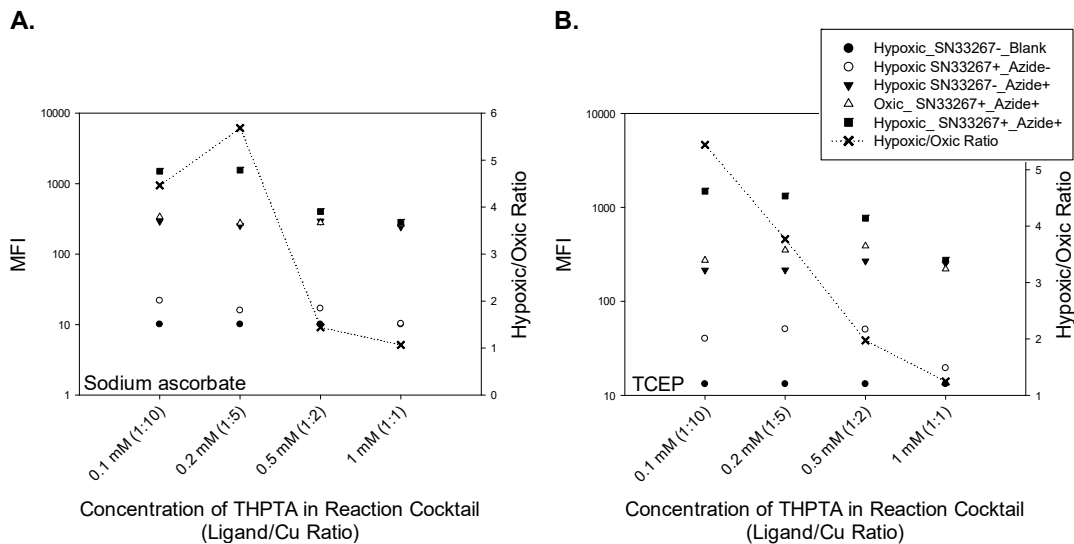 A.
B.
Hypoxic_SN33267-_Blank
Hypoxic SN33267+_Azide-
Hypoxic SN33267-_Azide+
Oxic_ SN33267+_Azide+
Hypoxic_ SN33267+_Azide+
Hypoxic/Oxic Ratio
MFI
10000
1000
100
10
1
Sodium ascorbate
6
5
4
3
2
1
0
Hypoxic/Oxic Ratio
0.1 mM (1:10)
0.2 mM (1:5)
0.5 mM (1:2)
1 mM (1:1)
Concentration of THPTA in Reaction Cocktail
(Ligand/Cu Ratio)
MFI
10000
1000
100
10
TCEP
5
4
3
2
1
Hypoxic/Oxic Ratio
0.1 mM (1:10)
0.2 mM (1:5)
0.5 mM (1:2)
1 mM (1:1)
Concentration of THPTA in Reaction Cocktail
(Ligand/Cu Ratio)